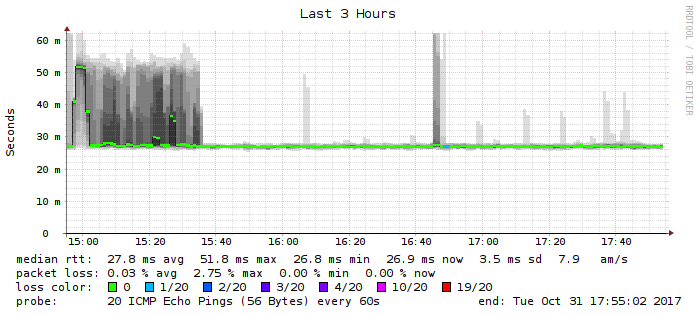 Last 3 Hours
RRDTOOL / TOBI OETIKER
Seconds
60 m
50 m
40 m
30 m
20 m
10 m
0
15:00 15:20 15:40 16:00 16:20 16:40 17:00 17:20 17:40
median rtt: 27.8 ms avg 51.8 ms max 26.8 ms min 26.9 ms now 3.5 ms sd 7.9 am/s
packet loss: 0.03 % avg 2.75 % max 0.00 % min 0.00 % now
loss color: 0 1/20 2/20 3/20 4/20 10/20 19/20
probe: 20 ICMP Echo Pings (56 Bytes) every 60s end: Tue Oct 31 17:55:02 2017